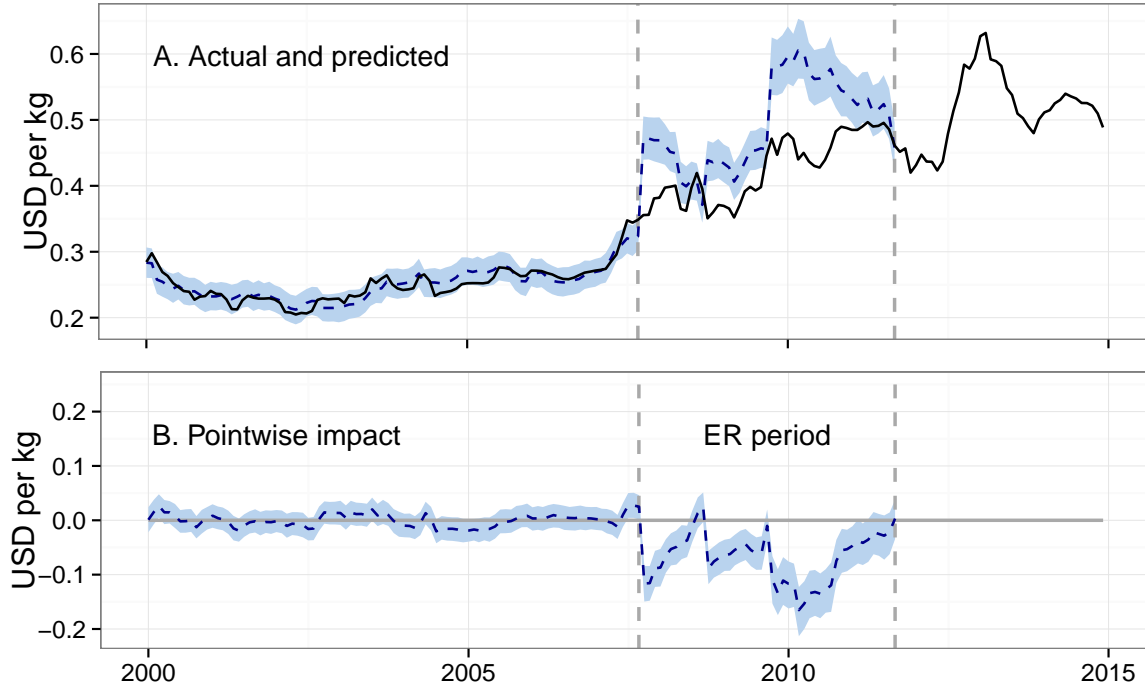 A. Actual and predicted
USD per kg
0.6
0.5
0.4
0.3
0.2
B. Pointwise impact
ER period
USD per kg
0.2
0.1
0.0
−0.1
−0.2
2000
2005
2010
2015